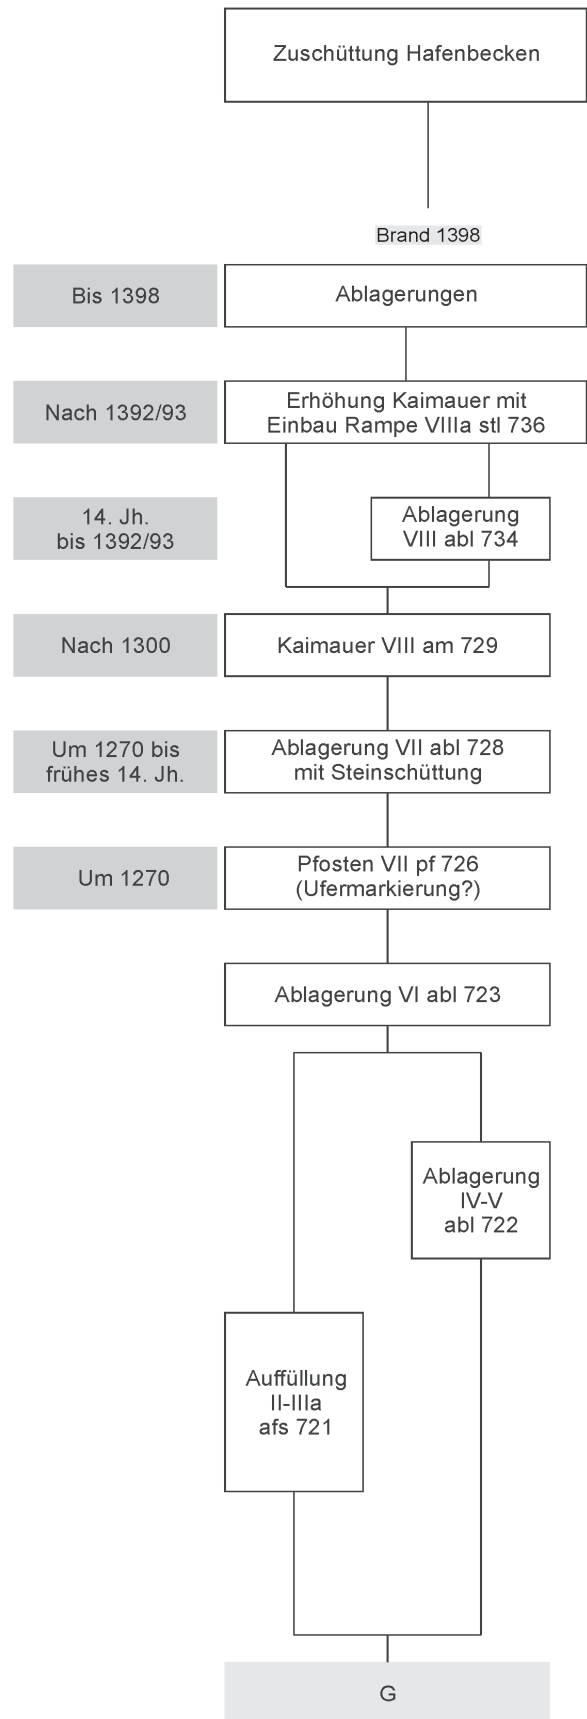 Zuschüttung Hafenbecken
Brand 1398
Bis 1398
Ablagerungen
Nach 1392/93
Erhöhung Kaimauer mit
Einbau Rampe VIIIa stl 736
14. Jh.
bis 1392/93
Ablagerung
VIII abl 734
Nach 1300
Kaimauer VIII am 729
Um 1270 bis
frühes 14. Jh.
Ablagerung VII abl 728
mit Steinschüttung
Um 1270
Pfosten VII pf 726
(Ufermarkierung?)
Ablagerung VI abl 723
Ablagerung
IV-V
abl 722
Auffüllung
II-IIIa
afs 721
G